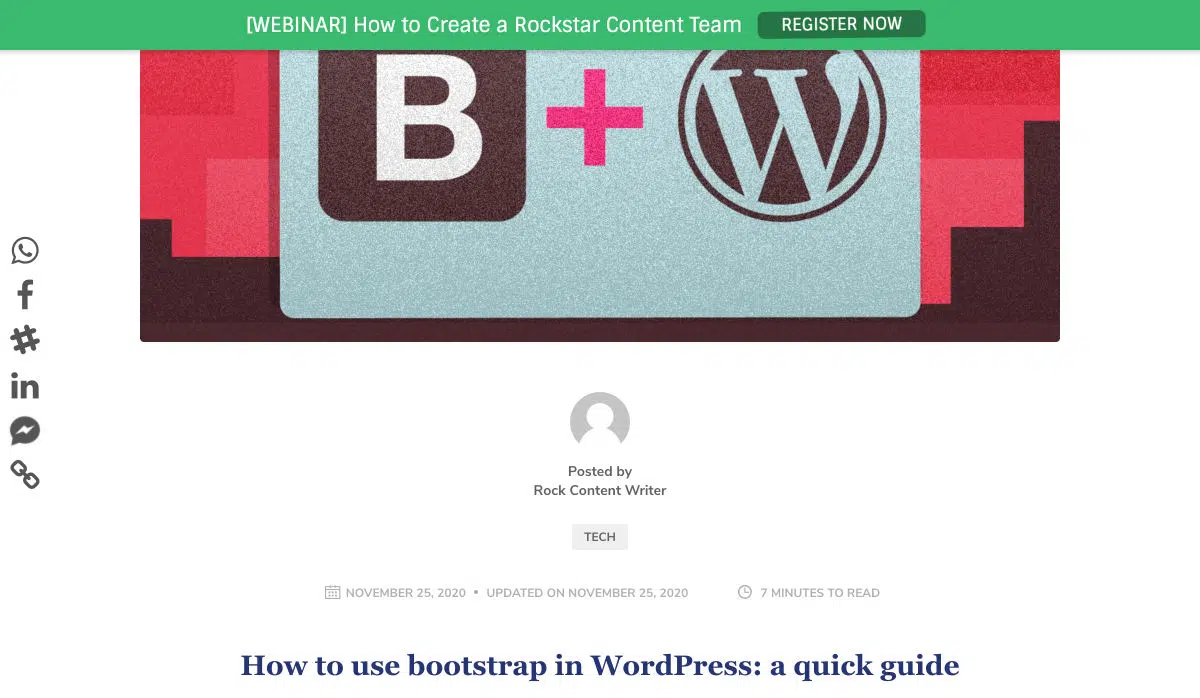 [WEBINAR] How to Create a Rockstar Content Team REGISTER NOW
B + W
Posted by
Rock Content Writer
TECH
NOVEMBER 25, 2020 • UPDATED ON NOVEMBER 25, 2020 7 MINUTES TO READ
How to use bootstrap in WordPress: a quick guide